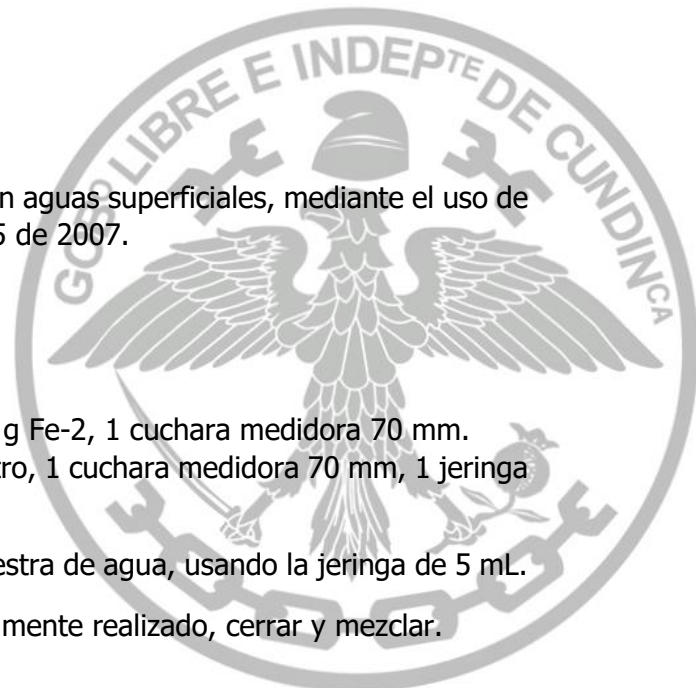 GOBNO LIBRE E INDEPTE DE CUNDINCA
n aguas superficiales, mediante el uso de
5 de 2007.
g Fe-2, 1 cuchara medidora 70 mm.
tro, 1 cuchara medidora 70 mm, 1 jeringa
estra de agua, usando la jeringa de 5 mL.
mente realizado, cerrar y mezclar.